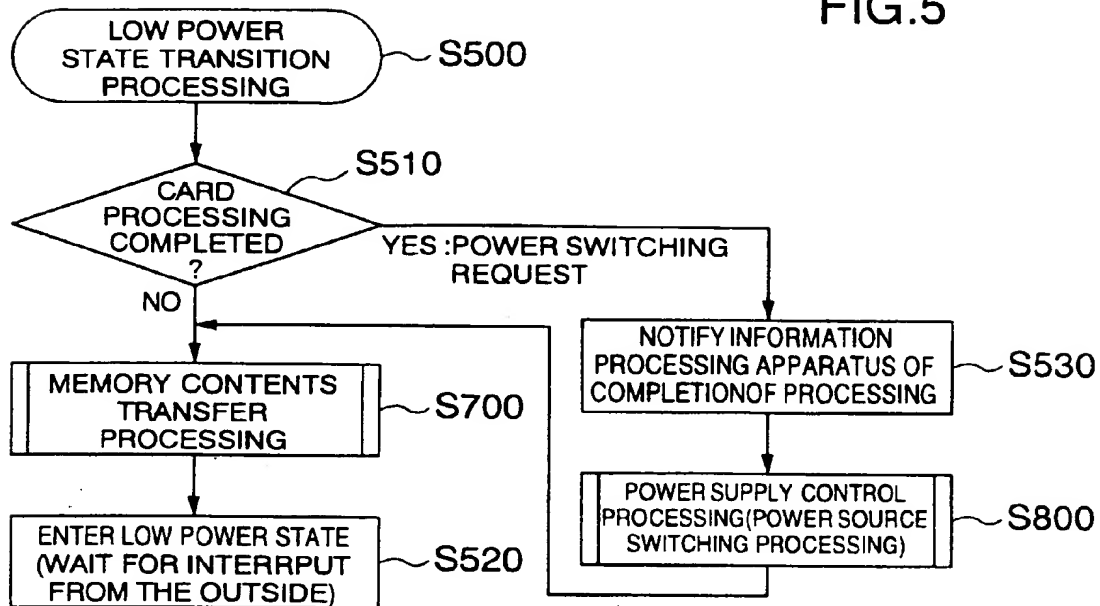 FIG.5
LOW POWER
STATE TRANSITION
PROCESSING
S500
S510
CARD
PROCESSING
COMPLETED
?
YES :POWER SWITCHING
REQUEST
NO
NOTIFY INFORMATION
PROCESSING APPARATUS OF
COMPLETIONOF PROCESSING
S530
MEMORY CONTENTS
TRANSFER
PROCESSING
S700
POWER SUPPLY CONTROL
PROCESSING(POWER SOURCE
SWITCHING PROCESSING)
S800
ENTER LOW POWER STATE
(WAIT FOR INTERRPUT
FROM THE OUTSIDE)
S520